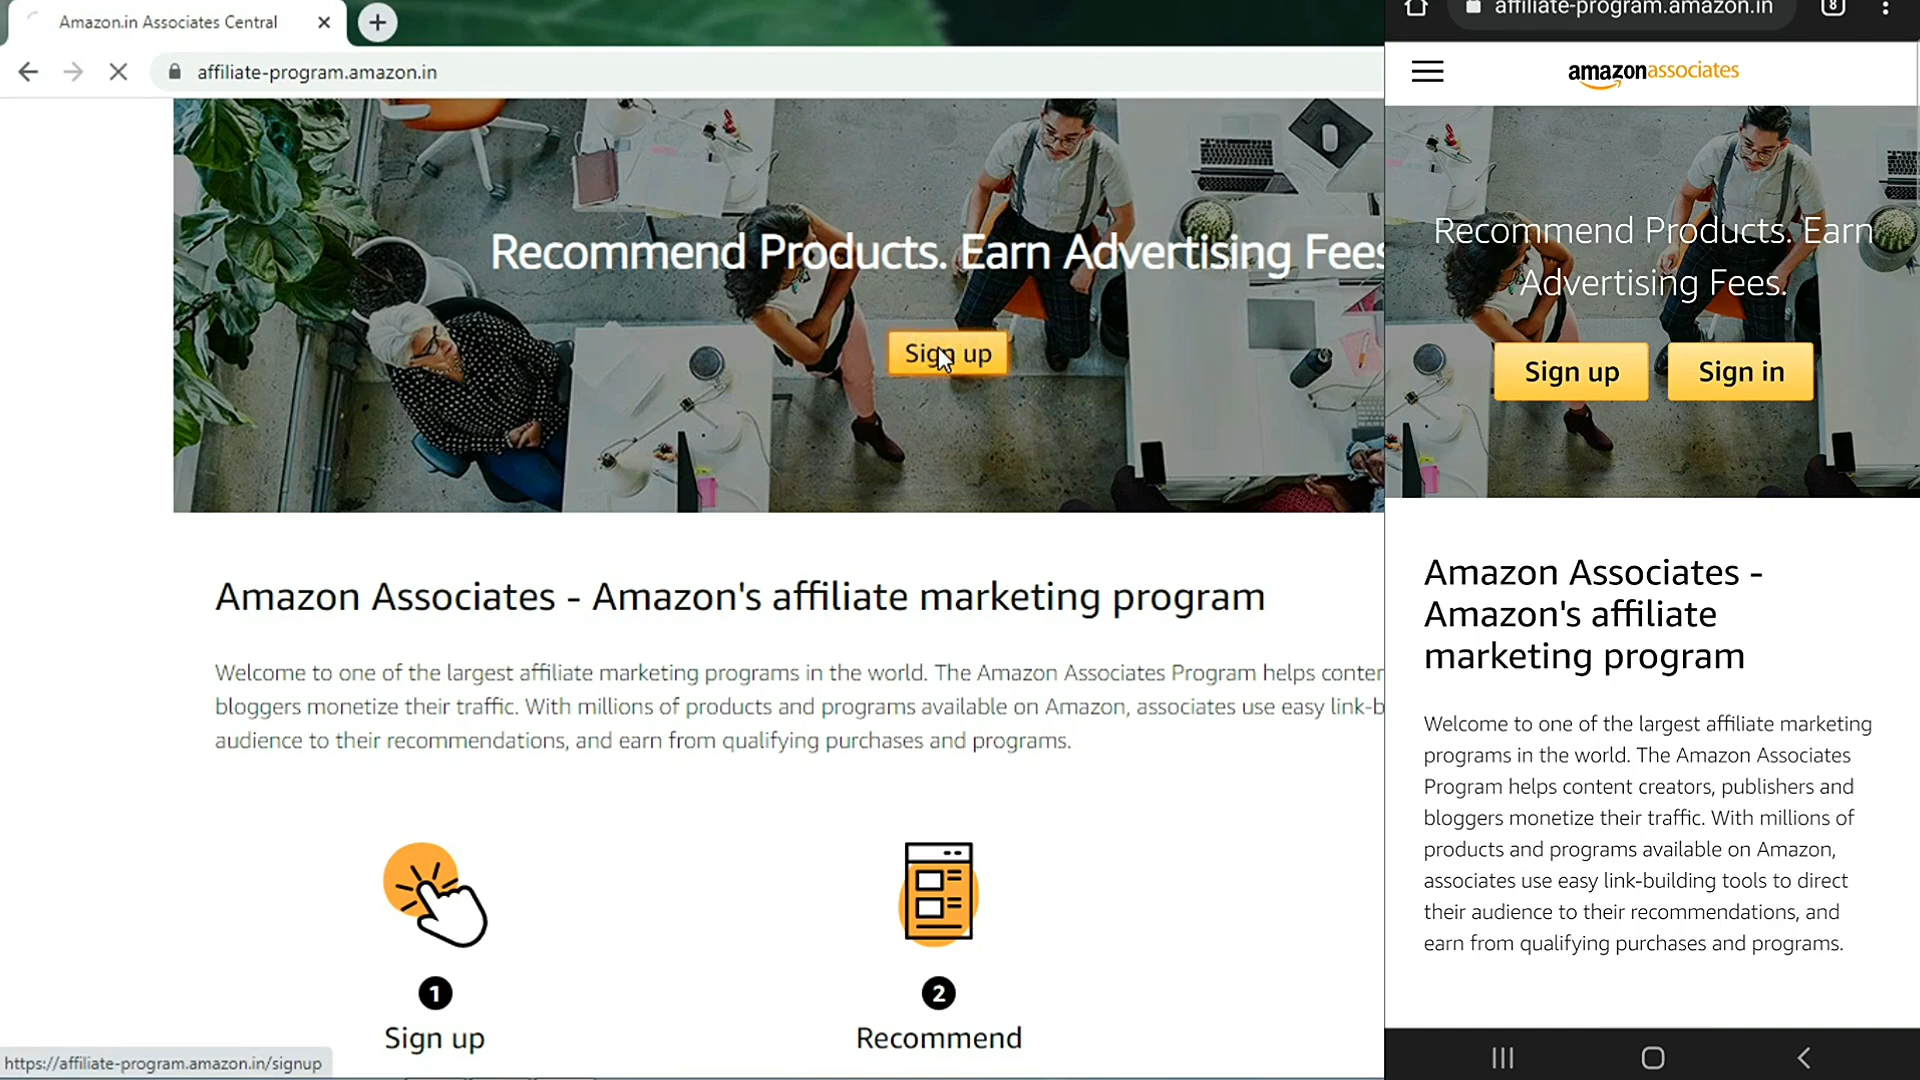 Amazon.in Associates Central
affiliate-program.amazon.in
Recommend Products. Earn Advertising Fees
Sign up
Amazon Associates - Amazon's affiliate marketing program
Welcome to one of the largest affiliate marketing programs in the world. The Amazon Associates Program helps
bloggers monetize their traffic. With millions of products and programs available on Amazon, associates use easy
audience to their recommendations, and earn from qualifying purchases and programs.
1
Sign up
2
Recommend
https://affiliate-program.amazon.in/signup
affiliate-program.amazon.in
8
amazonassociates
Recommend Products. Earn
Advertising Fees.
Sign up
Sign in
Amazon Associates -
Amazon's affiliate
marketing program
Welcome to one of the largest affiliate marketing
programs in the world. The Amazon Associates
Program helps content creators, publishers and
bloggers monetize their traffic. With millions of
products and programs available on Amazon,
associates use easy link-building tools to direct
their audience to their recommendations, and
earn from qualifying purchases and programs.